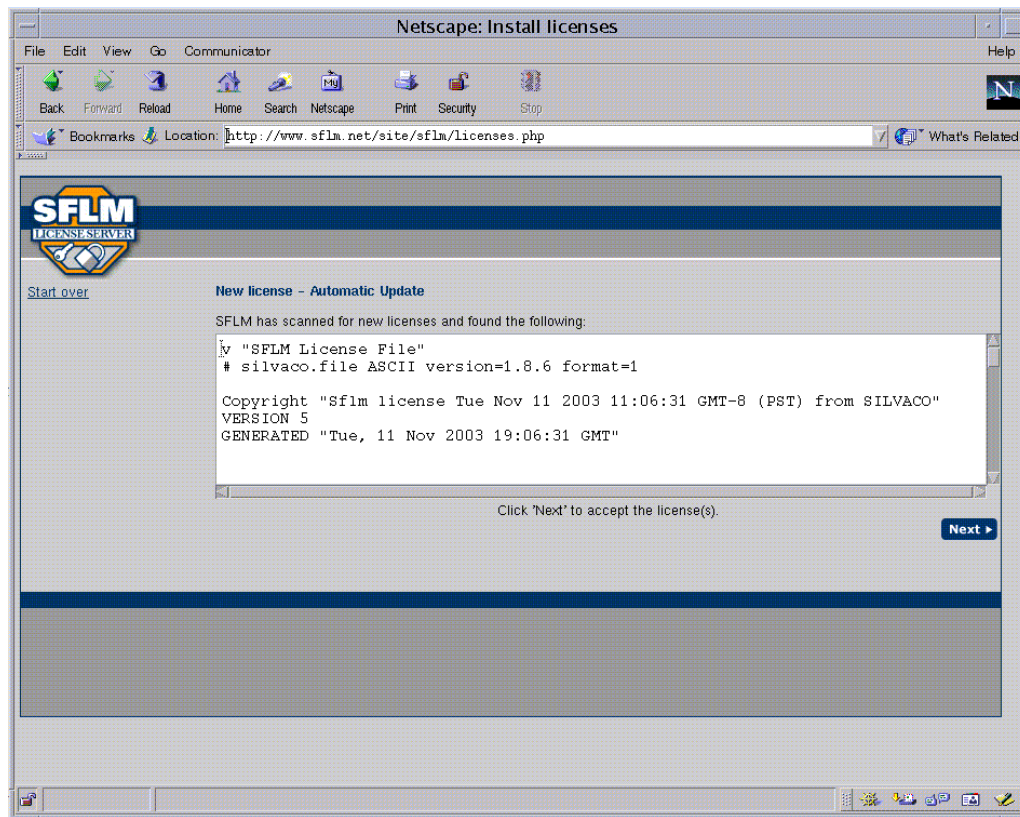 Netscape: Install licenses
File Edit View Go Communicator Help
Back Forward Reload Home Search Netscape Print Security Stop
My
N
Bookmarks Location: http://www.sflm.net/site/sflm/licenses.php What's Related
SFLM
LICENSE SERVER
Start over
New license - Automatic Update
SFLM has scanned for new licenses and found the following:
v "SFLM License File"
# silvaco.file ASCII version=1.8.6 format=1
Copyright "Sflm license Tue Nov 11 2003 11:06:31 GMT-8 (PST) from SILVACO"
VERSION 5
GENERATED "Tue, 11 Nov 2003 19:06:31 GMT"
Click 'Next' to accept the license(s).
Next